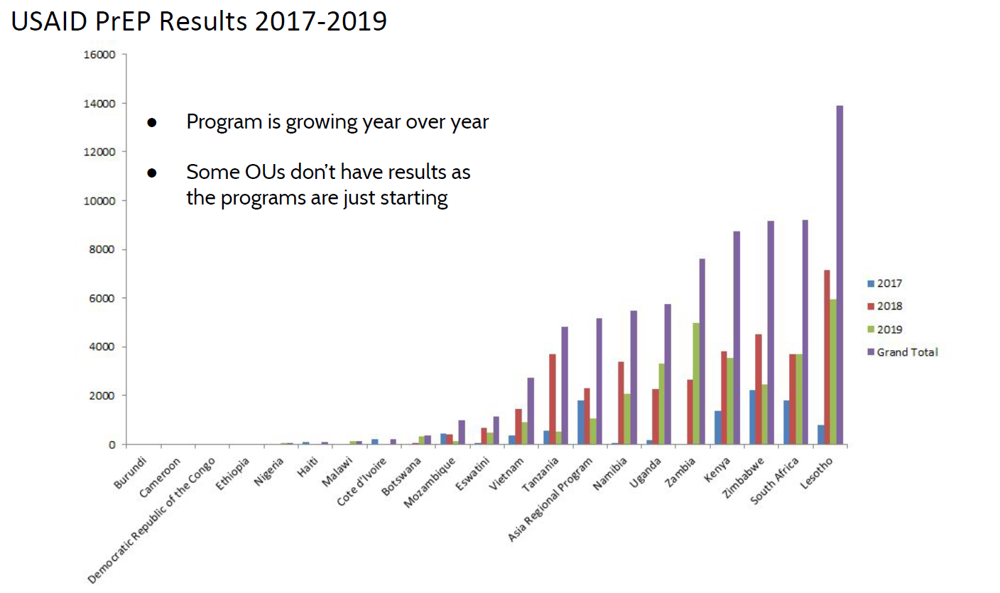 USAID PrEP Results 2017-2019
16000
14000
12000
10000
8000
6000
4000
2000
0
● Program is growing year over year
● Some OUs don't have results as
the programs are just starting
2017
2018
2019
Grand Total
Burundi
Cameroon
Democratic Republic of the Congo
Ethiopia
Nigeria
Haiti
Malawi
Cote d'Ivoire
Botswana
Mozambique
Eswatini
Vietnam
Tanzania
Asia Regional Program
Namibia
Uganda
Zambia
Kenya
Zimbabwe
South Africa
Lesotho